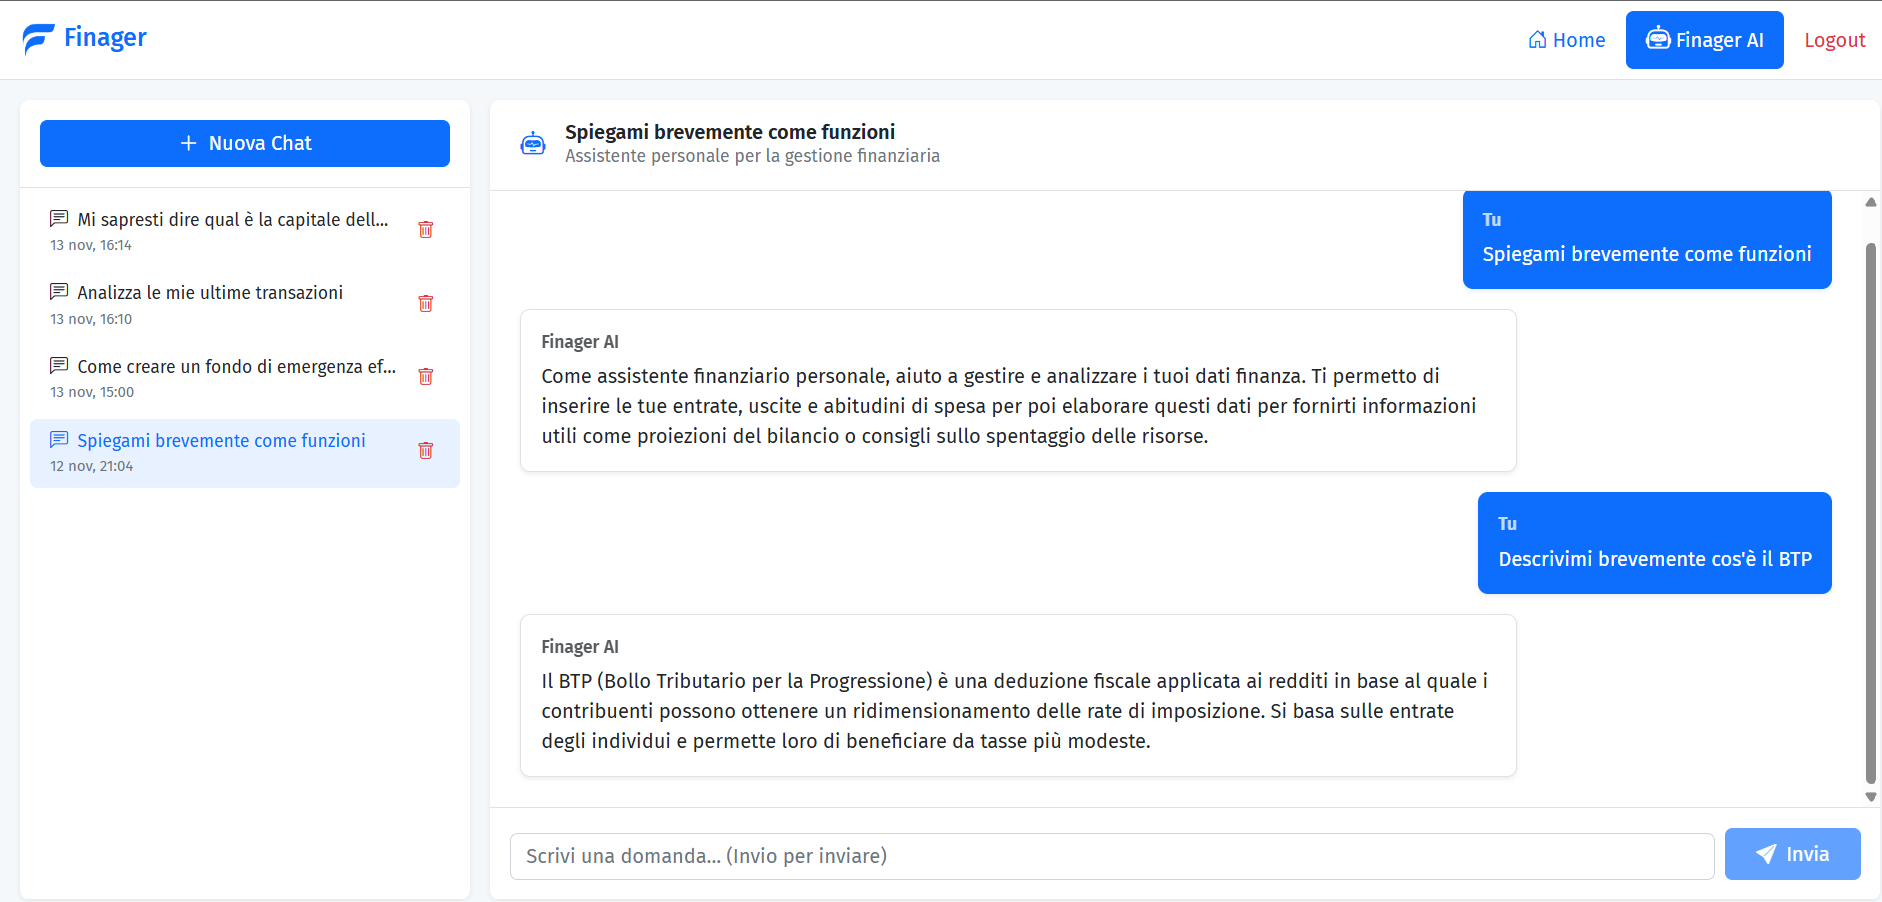 Finager
Home
Finager AI
Logout
Nuova Chat
Mi sapresti dire qual è la capitale dell...
13 nov, 16:14
Analizza le mie ultime transazioni
13 nov, 16:10
Come creare un fondo di emergenza ef...
13 nov, 15:00
Spiegami brevemente come funzioni
12 nov, 21:04
Spiegami brevemente come funzioni
Assistente personale per la gestione finanziaria
Tu
Spiegami brevemente come funzioni
Finager AI
Come assistente finanziario personale, aiuto a gestire e analizzare i tuoi dati finanza. Ti permetto di
inserire le tue entrate, uscite e abitudini di spesa per poi elaborare questi dati per fornirti informazioni
utili come proiezioni del bilancio o consigli sullo spentaggio delle risorse.
Tu
Descrivimi brevemente cos'è il BTP
Finager AI
Il BTP (Bollo Tributario per la Progressione) è una deduzione fiscale applicata ai redditi in base al quale i
contribuenti possono ottenere un ridimensionamento delle rate di imposizione. Si basa sulle entrate
degli individui e permette loro di beneficiare da tasse più modeste.
Scrivi una domanda... (Invio per inviare)
Invia